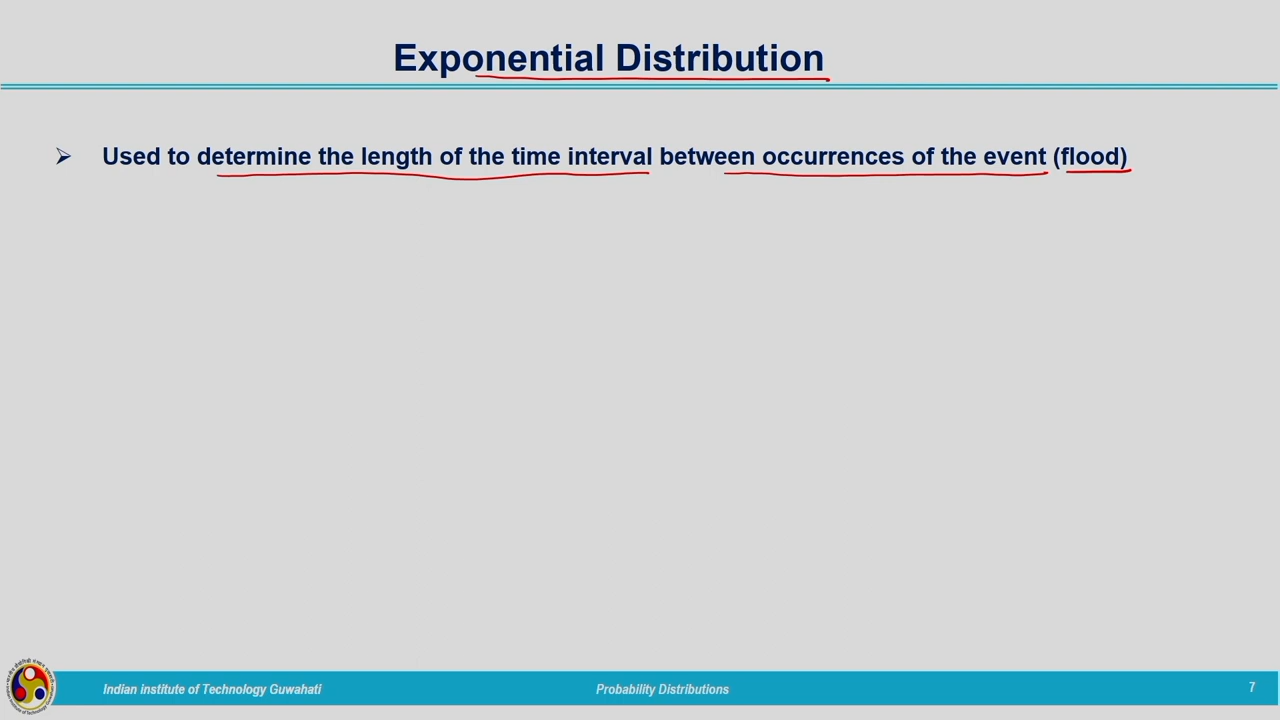 Exponential Distribution
➢ Used to determine the length of the time interval between occurrences of the event (flood)
Indian institute of Technology Guwahati
Probability Distributions
7